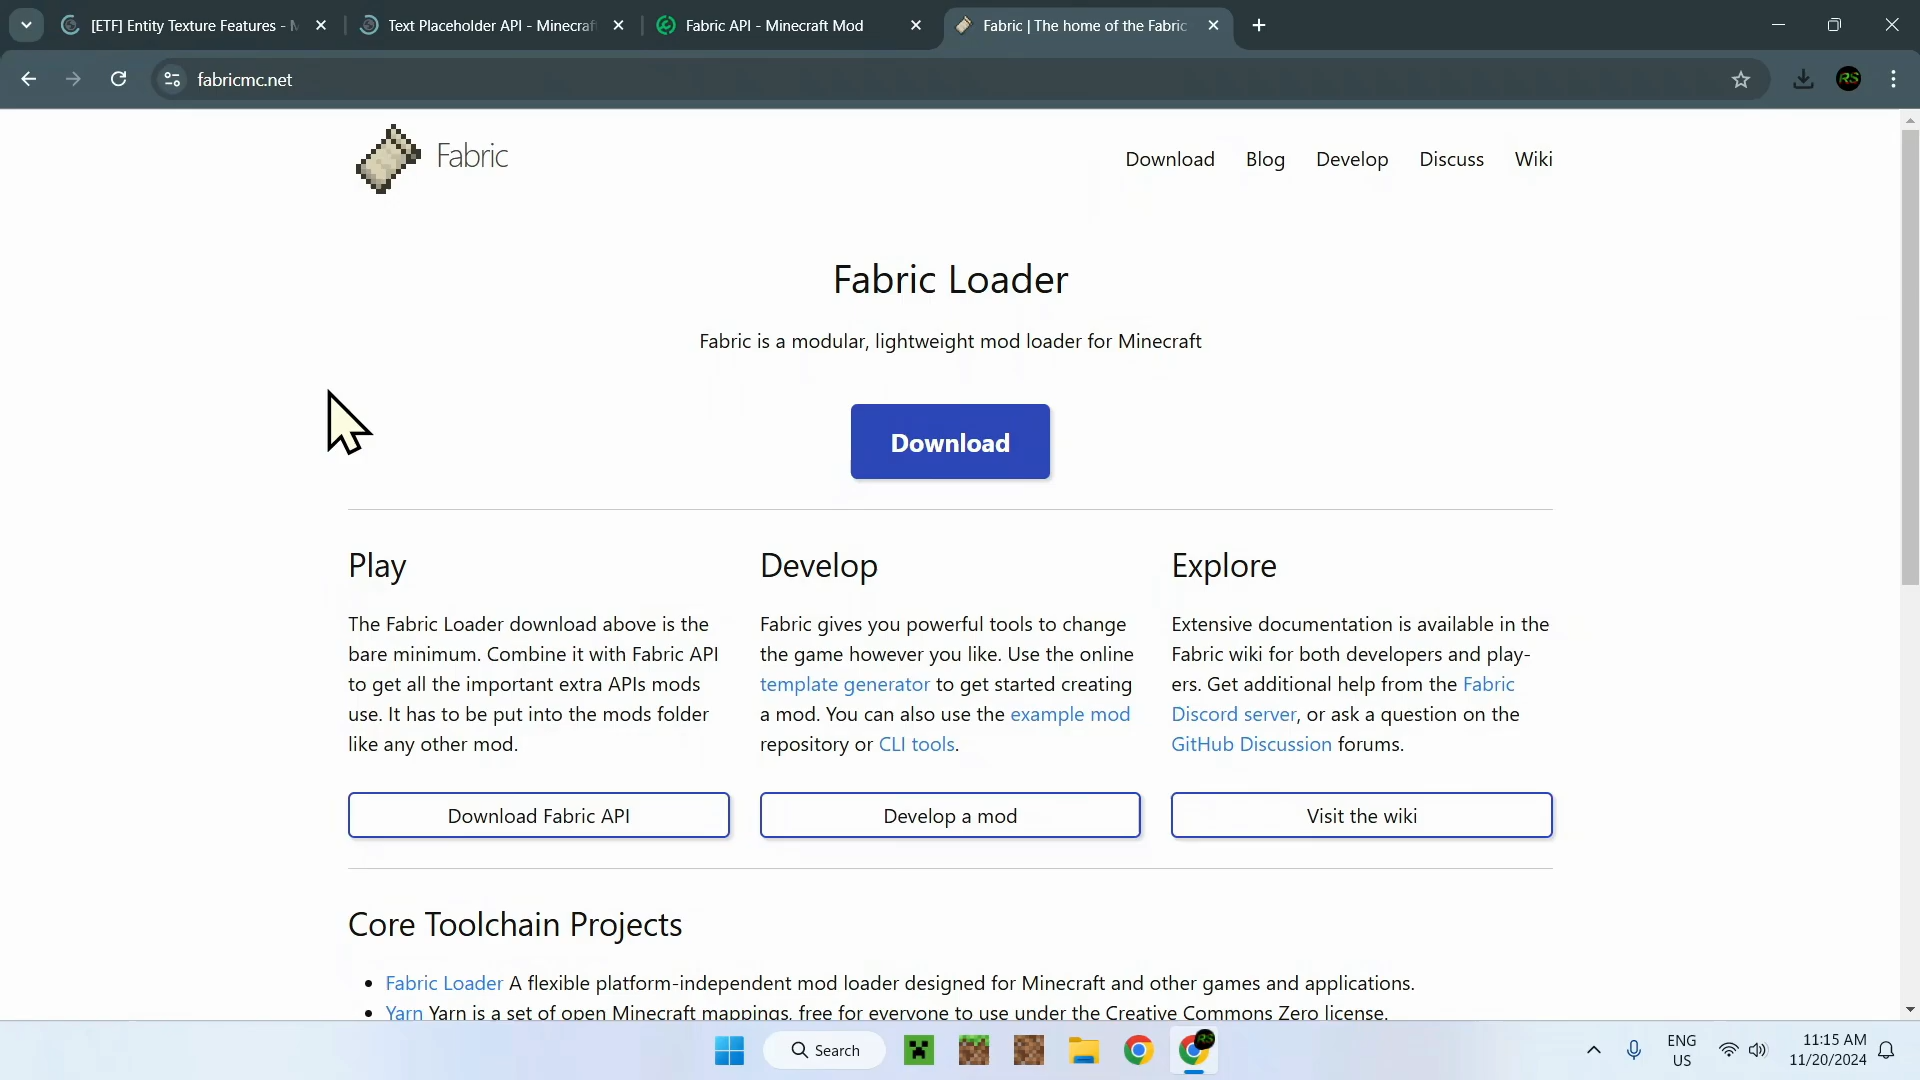 [ETF] Entity Texture Features - M
Text Placeholder API - Minecraf
Fabric API - Minecraft Mod
Fabric | The home of the Fabric
fabricmc.net
RS
Fabric
Download
Blog
Develop
Discuss
Wiki
Fabric Loader
Fabric is a modular, lightweight mod loader for Minecraft
Download
Play
The Fabric Loader download above is the
bare minimum. Combine it with Fabric API
to get all the important extra APIs mods
use. It has to be put into the mods folder
like any other mod.
Download Fabric API
Develop
Fabric gives you powerful tools to change
the game however you like. Use the online
template generator to get started creating
a mod. You can also use the example mod
repository or CLI tools.
Develop a mod
Explore
Extensive documentation is available in the
Fabric wiki for both developers and play-
ers. Get additional help from the Fabric
Discord server, or ask a question on the
GitHub Discussion forums.
Visit the wiki
Core Toolchain Projects
• Fabric Loader A flexible platform-independent mod loader designed for Minecraft and other games and applications.
• Yarn Yarn is a set of open Minecraft mappings, free for everyone to use under the Creative Commons Zero license.
Search
RS
ENG
US
11:15 AM
11/20/2024